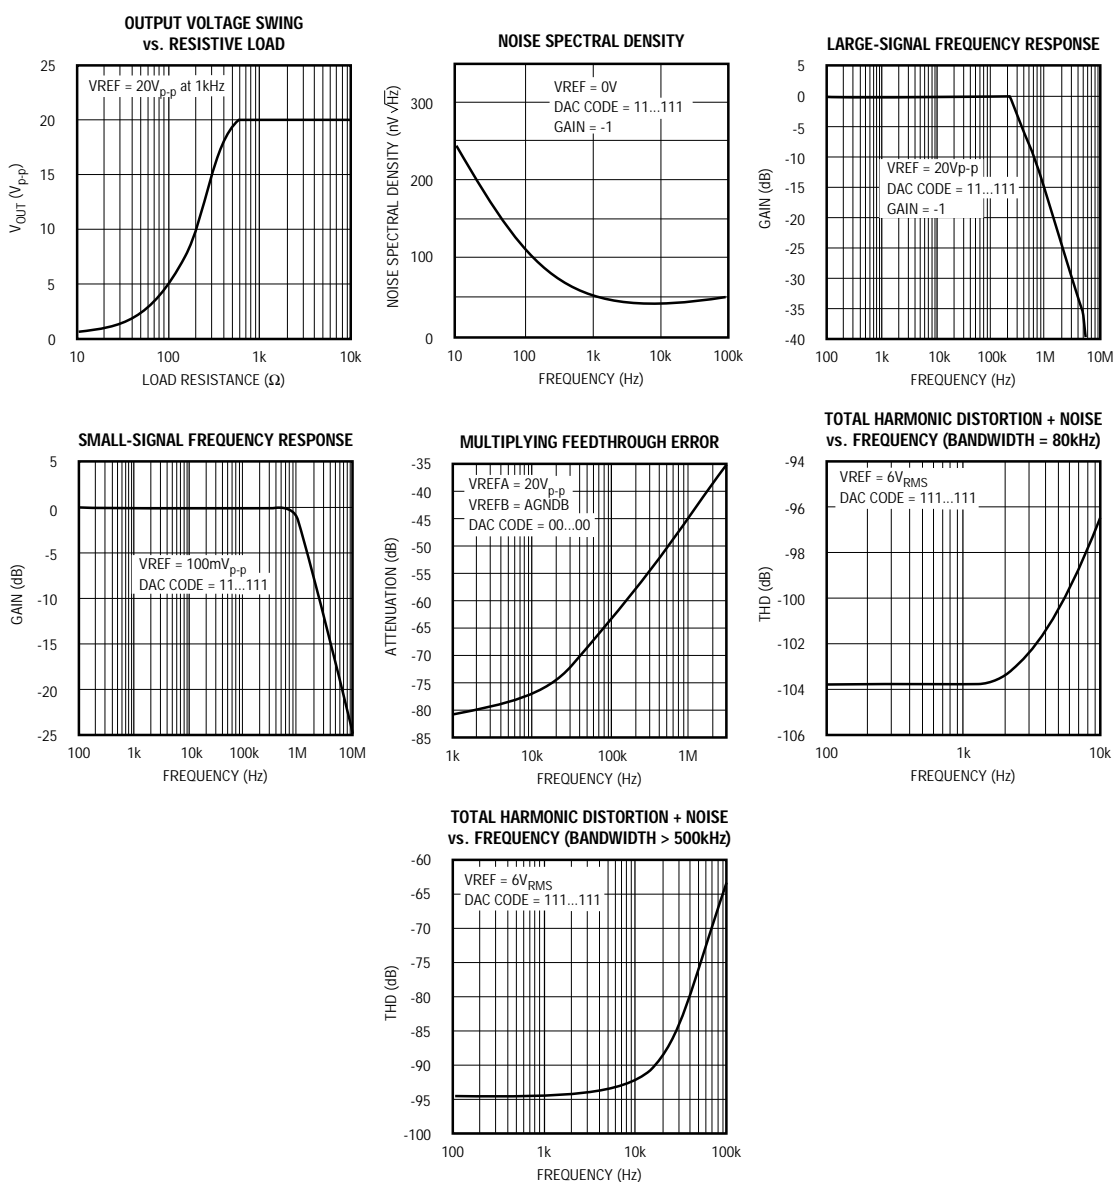 OUTPUT VOLTAGE SWING
vs. RESISTIVE LOAD
25
20
15
10
5
0
VOUT (Vp-p)
VREF = 20Vp-p at 1kHz
10
100
1k
10k
LOAD RESISTANCE (Ω)
NOISE SPECTRAL DENSITY
300
200
100
0
NOISE SPECTRAL DENSITY (nV √Hz)
VREF = 0V
DAC CODE = 11...111
GAIN = -1
10
100
1k
10k
100k
FREQUENCY (Hz)
LARGE-SIGNAL FREQUENCY RESPONSE
5
0
-5
-10
-15
-20
-25
-30
-35
-40
GAIN (dB)
VREF = 20Vp-p
DAC CODE = 11...111
GAIN = -1
100
1k
10k
100k
1M
10M
FREQUENCY (Hz)
SMALL-SIGNAL FREQUENCY RESPONSE
5
0
-5
-10
-15
-20
-25
GAIN (dB)
VREF = 100mVp-p
DAC CODE = 11...111
100
1k
10k
100k
1M
10M
FREQUENCY (Hz)
MULTIPLYING FEEDTHROUGH ERROR
-35
-40
-45
-50
-55
-60
-65
-70
-75
-80
-85
ATTENUATION (dB)
VREFA = 20Vp-p
VREFB = AGNDB
DAC CODE = 00...00
1k
10k
100k
1M
FREQUENCY (Hz)
TOTAL HARMONIC DISTORTION + NOISE
vs. FREQUENCY (BANDWIDTH = 80kHz)
-94
-96
-98
-100
-102
-104
-106
THD (dB)
VREF = 6VRMS
DAC CODE = 111...111
100
1k
10k
FREQUENCY (Hz)
TOTAL HARMONIC DISTORTION + NOISE
vs. FREQUENCY (BANDWIDTH > 500kHz)
-60
-65
-70
-75
-80
-85
-90
-95
-100
THD (dB)
VREF = 6VRMS
DAC CODE = 111...111
100
1k
10k
100k
FREQUENCY (Hz)